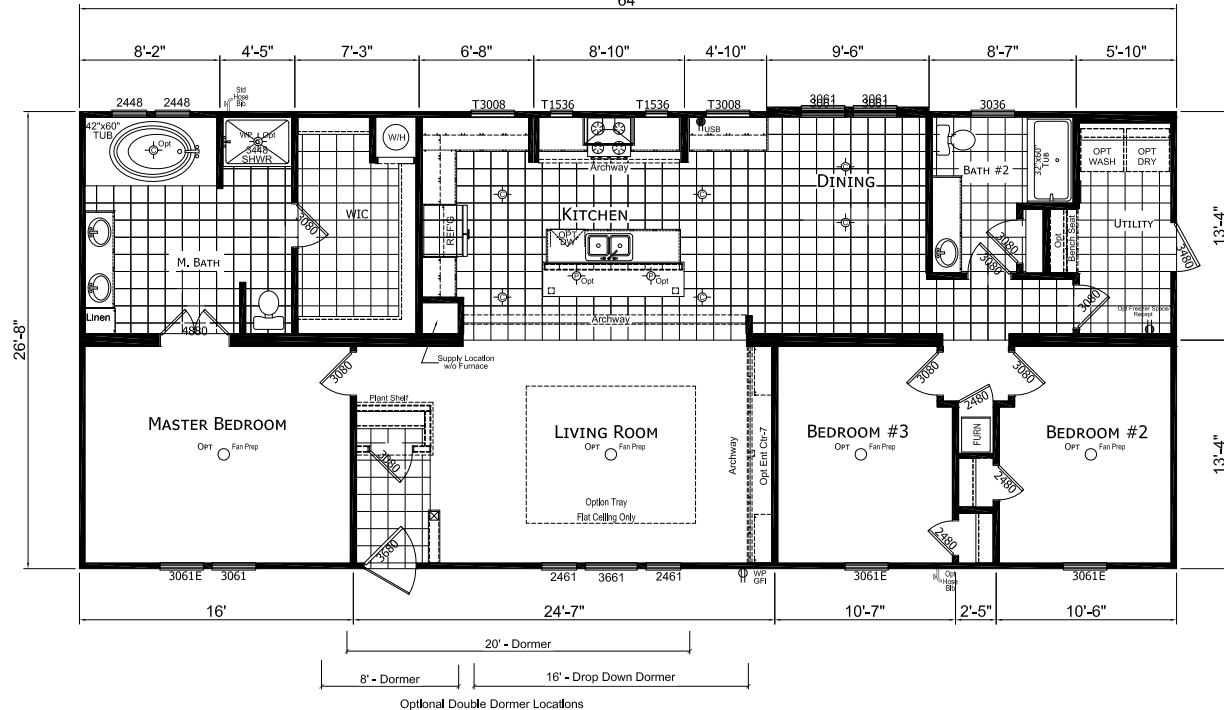 64'
8'-2"
4'-5"
7'-3"
6'-8"
8'-10"
4'-10"
9'-6"
8'-7"
5'-10"
2448
2448
Std
Hose
Bib
T3008
T1536
T1536
T3008
3061
3061
3036
42"x60"
TUB
Opt
WP
Opt
SHWR
W/H
USB
Archway
DINING
BATH #2
32"x60"
TUB
OPT
WASH
OPT
DRY
WIC
3080
REF'G
KITCHEN
OPT
DW
Opt
Opt
3080
3080
Opt
Bench Seat
UTILITY
3480
M. BATH
Linen
4880
Archway
3080
Opt Freezer Space/
Recept
26'-8"
13'-4"
13'-4"
Supply Location
w/o Furnace
3080
Plant Shelf
3080
3680
MASTER BEDROOM
OPT
Fan Prep
LIVING ROOM
OPT
Fan Prep
Option Tray
Flat Ceiling Only
Archway
Opt Ent Ctr-7
3080
3080
2480
FURN
BEDROOM #3
OPT
Fan Prep
BEDROOM #2
OPT
Fan Prep
2480
2480
3061E
3061
2461
3661
2461
WP
GFI
3061E
Opt
Hose
Bib
3061E
16'
24'-7"
10'-7"
2'-5"
10'-6"
20' - Dormer
8' - Dormer
16' - Drop Down Dormer
Optional Double Dormer Locations